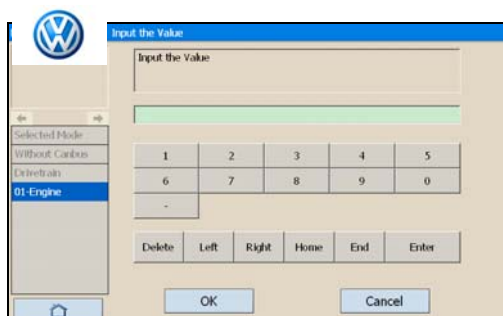 Input the Value
Input the Value
Selected Mode
Without Canbus
Drivetrain
01-Engine
1 2 3 4 5
6 7 8 9 0
-
Delete Left Right Home End Enter
OK Cancel